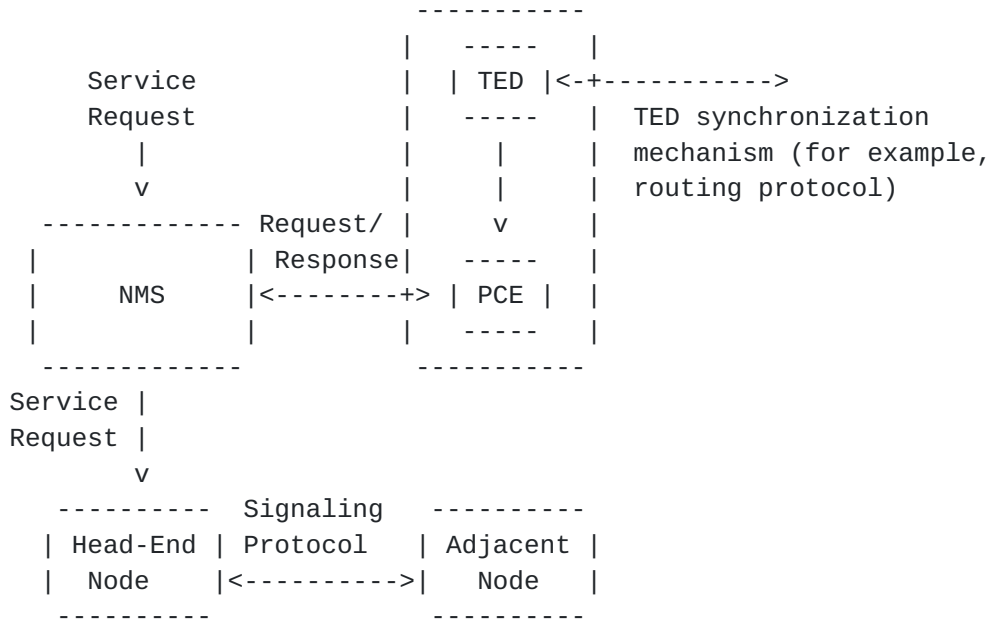 TED
Service
Request
TED synchronization
mechanism (for example,
routing protocol)
Request/
Response
NMS
PCE
Service
Request
Signaling
Protocol
Head-End
Node
Adjacent
Node